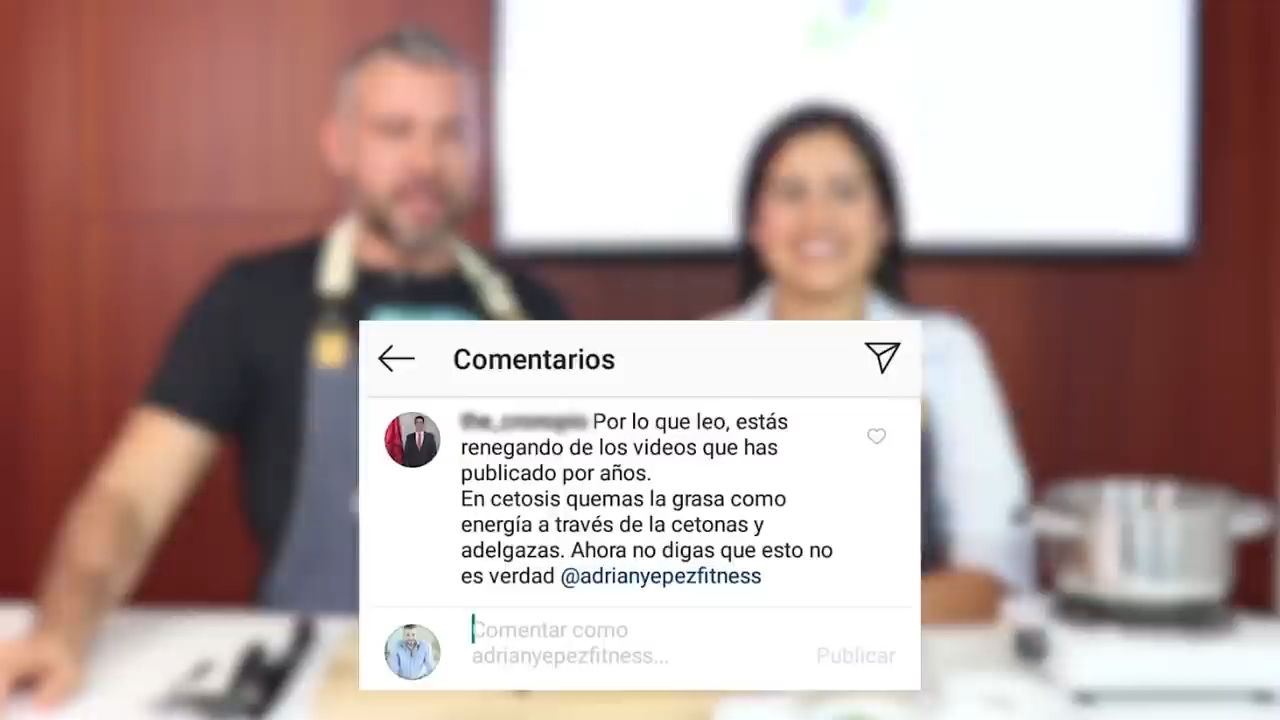 Comentarios
Por lo que leo, estás
renegando de los videos que has
publicado por años.
En cetosis quemas la grasa como
energía a través de la cetonas y
adelgazas. Ahora no digas que esto no
es verdad @adrianyepezfitness
Comentar como
adrianyepezfitness...
Publicar